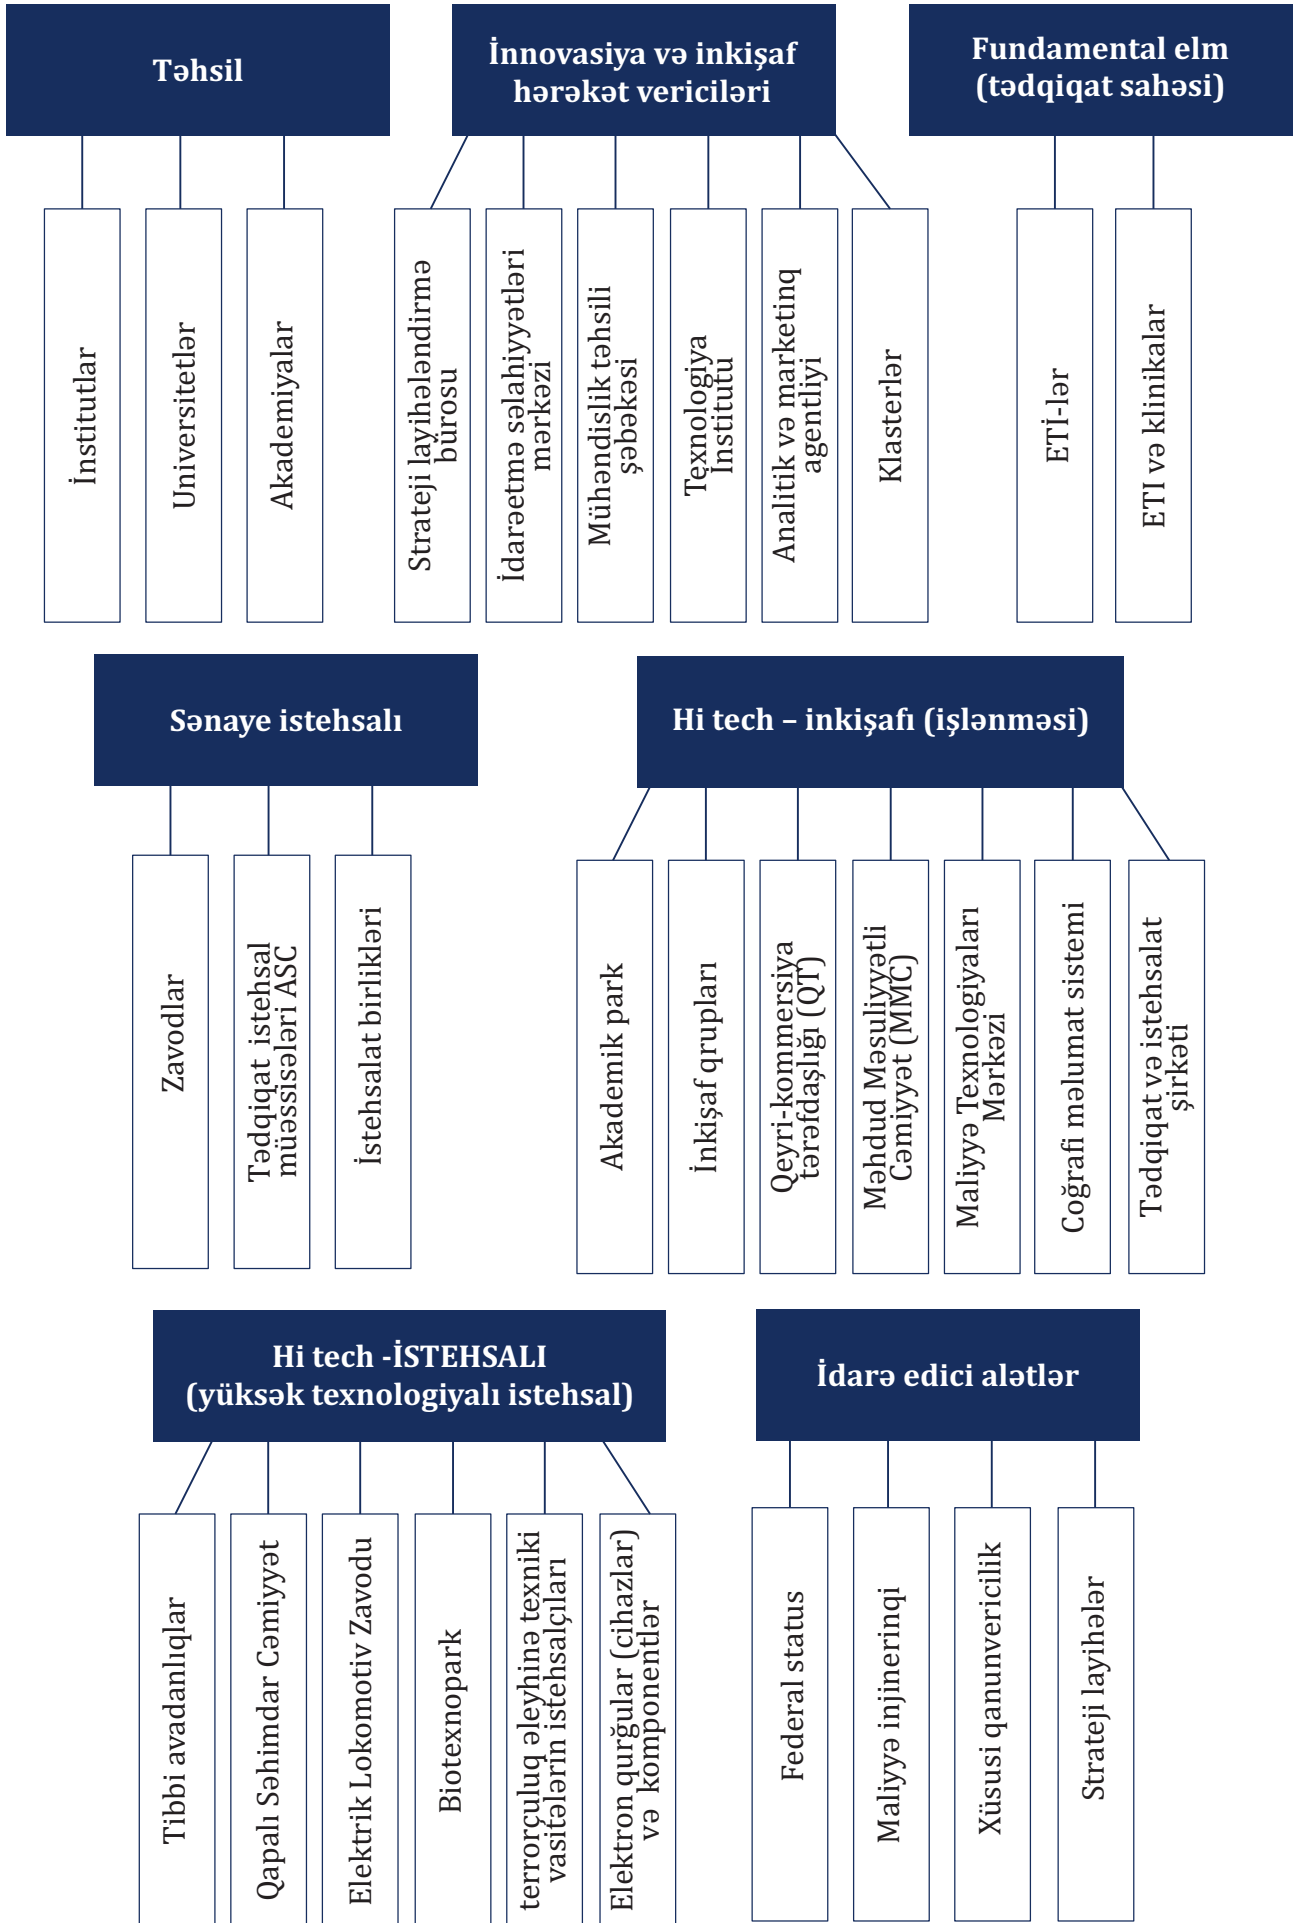 Təhsil
İnstitutlar
Universitetlər
Akademiyalar
İnnovasiya və inkişaf
hərəkət vericiləri
Strateji layihələndirmə
bürosu
İdarəetmə səlahiyyətləri
mərkəzi
Mühəndislik təhsili
şəbəkəsi
Texnologiya
İnstitutu
Analitik və marketinq
agentliyi
Klasterlər
Fundamental elm
(tədqiqat sahəsi)
ETİ-lər
ETI və klinikalar
Sənaye istehsalı
Zavodlar
Tədqiqat istehsal
müəssisələri ASC
İstehsalat birlikləri
Hi tech – inkişafı (işlənməsi)
Akademik park
İnkişaf qrupları
Qeyri-kommersiya
tərəfdaşlığı (QT)
Məhdud Məsuliyyətli
Cəmiyyət (MMC)
Maliyyə Texnologiyaları
Mərkəzi
Coğrafi məlumat sistemi
Tədqiqat və istehsalat
şirkəti
Hi tech -İSTEHSALI
(yüksək texnologiyalı istehsal)
Tibbi avadanlıqlar
Qapalı Səhimdar Cəmiyyət
Elektrik Lokomotiv Zavodu
Biotexnopark
terrorçuluq əleyhinə texniki
vasitələrin istehsalçıları
Elektron qurğular (cihazlar)
və komponentlər
İdarə edici alətlər
Federal status
Maliyyə injinerinqi
Xüsusi qanunvericilik
Strateji layihələr